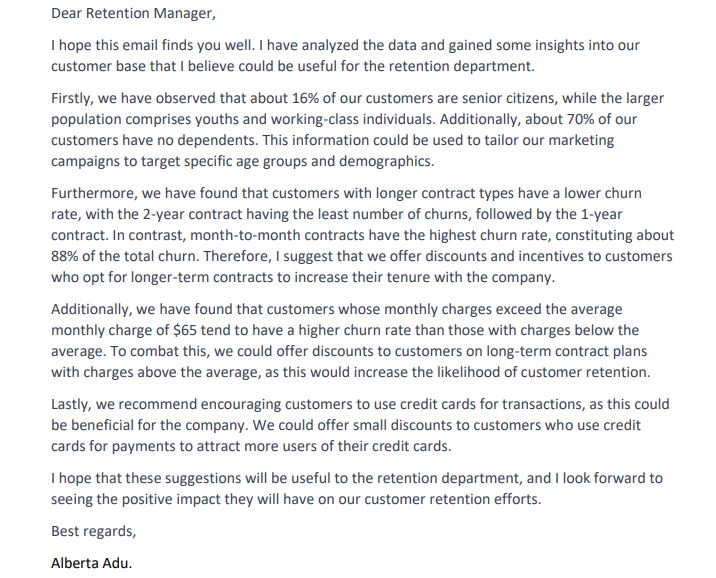 Dear Retention Manager,
I hope this email finds you well. I have analyzed the data and gained some insights into our
customer base that I believe could be useful for the retention department.
Firstly, we have observed that about 16% of our customers are senior citizens, while the larger
population comprises youths and working-class individuals. Additionally, about 70% of our
customers have no dependents. This information could be used to tailor our marketing
campaigns to target specific age groups and demographics.
Furthermore, we have found that customers with longer contract types have a lower churn
rate, with the 2-year contract having the least number of churns, followed by the 1-year
contract. In contrast, month-to-month contracts have the highest churn rate, constituting about
88% of the total churn. Therefore, I suggest that we offer discounts and incentives to customers
who opt for longer-term contracts to increase their tenure with the company.
Additionally, we have found that customers whose monthly charges exceed the average
monthly charge of $65 tend to have a higher churn rate than those with charges below the
average. To combat this, we could offer discounts to customers on long-term contract plans
with charges above the average, as this would increase the likelihood of customer retention.
Lastly, we recommend encouraging customers to use credit cards for transactions, as this could
be beneficial for the company. We could offer small discounts to customers who use credit
cards for payments to attract more users of their credit cards.
I hope that these suggestions will be useful to the retention department, and I look forward to
seeing the positive impact they will have on our customer retention efforts.
Best regards,
Alberta Adu.